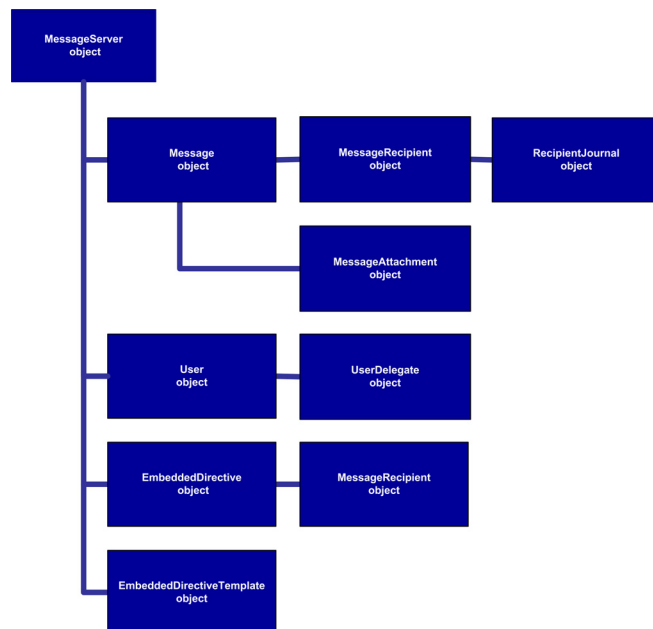 MessageServer
object
Message
object
MessageRecipient
object
RecipientJournal
object
MessageAttachment
object
User
object
UserDelegate
object
EmbeddedDirective
object
MessageRecipient
object
EmbeddedDirectiveTemplate
object